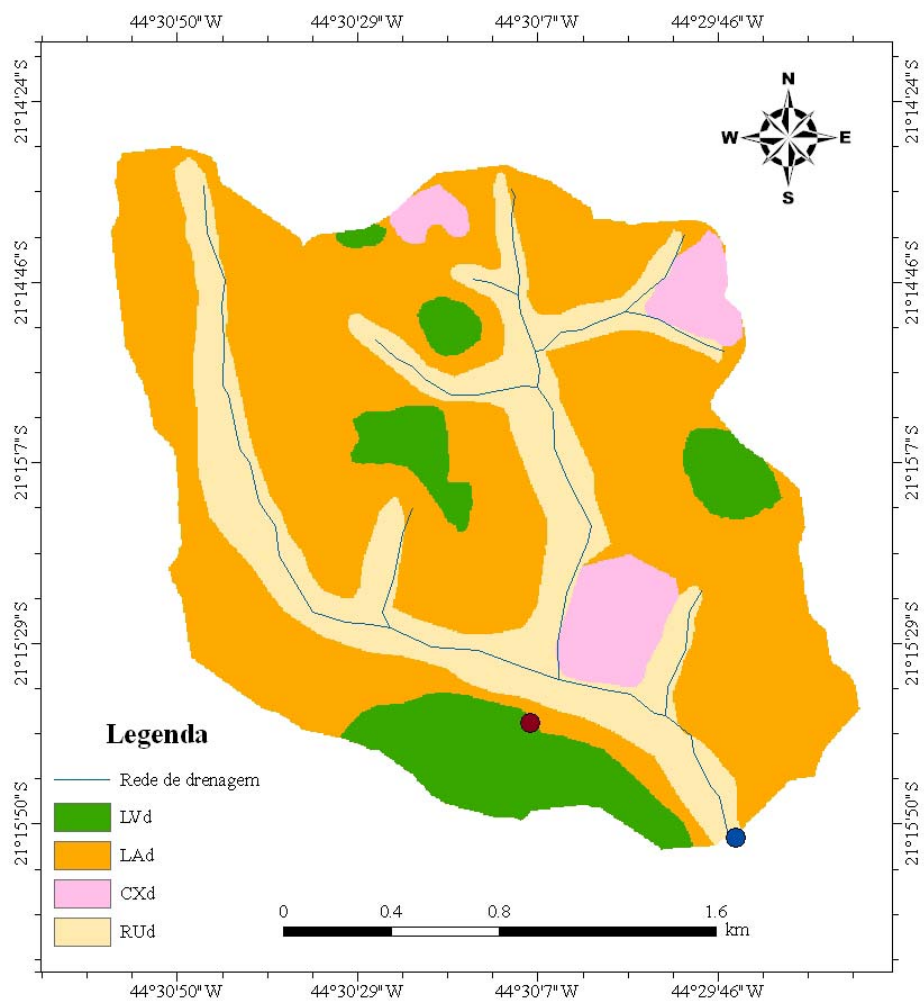 44°30'50"W 44°30'29"W 44°30'7"W 44°29'46"W
21°14'24"S 21°14'24"S
N
W E
S
21°14'46"S 21°14'46"S
21°15'7"S 21°15'7"S
21°15'29"S 21°15'29"S
21°15'50"S 21°15'50"S
Legenda
Rede de drenagem
LVd
LAd
CXd
RUd
0 0.4 0.8 1.6
km
44°30'50"W 44°30'29"W 44°30'7"W 44°29'46"W